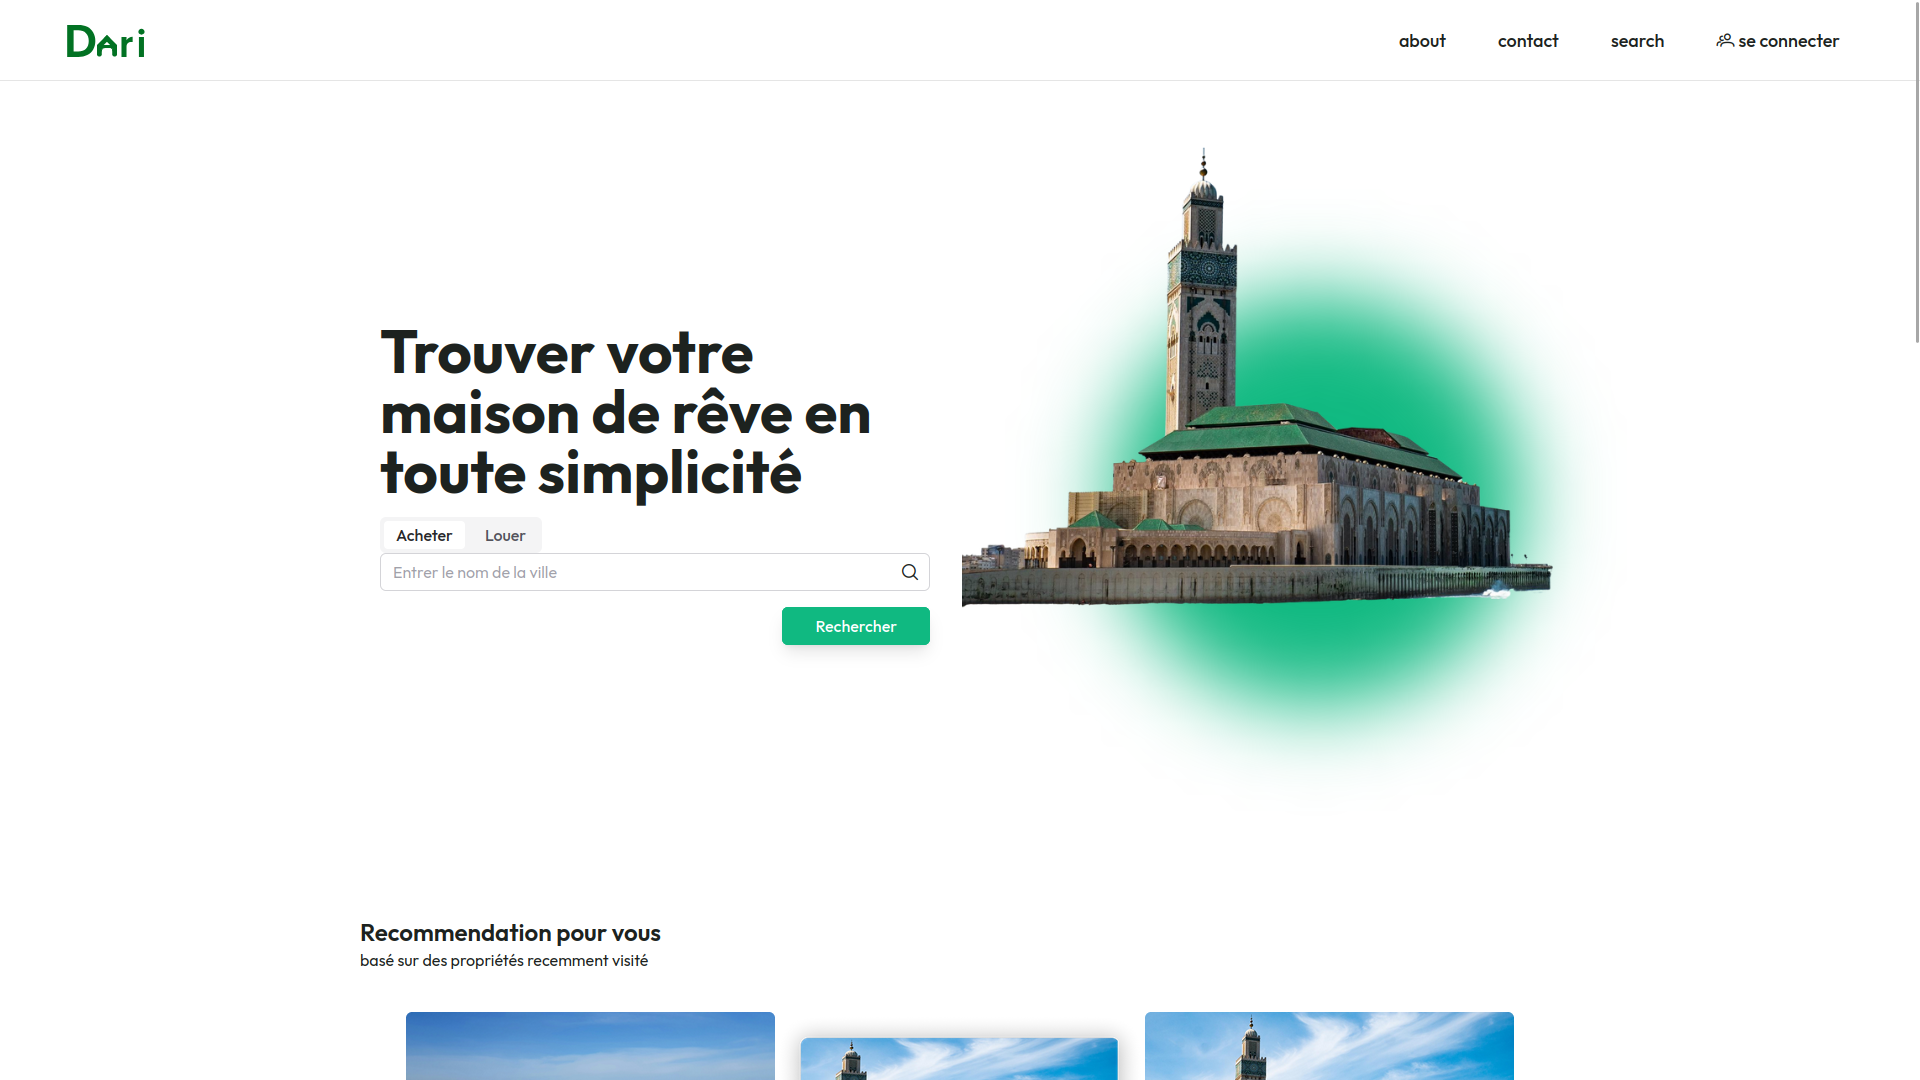 Dari
about
contact
search
se connecter
Trouver votre
maison de rêve en
toute simplicité
Acheter
Louer
Entrer le nom de la ville
Rechercher
Recommendation pour vous
basé sur des propriétés recemment visité